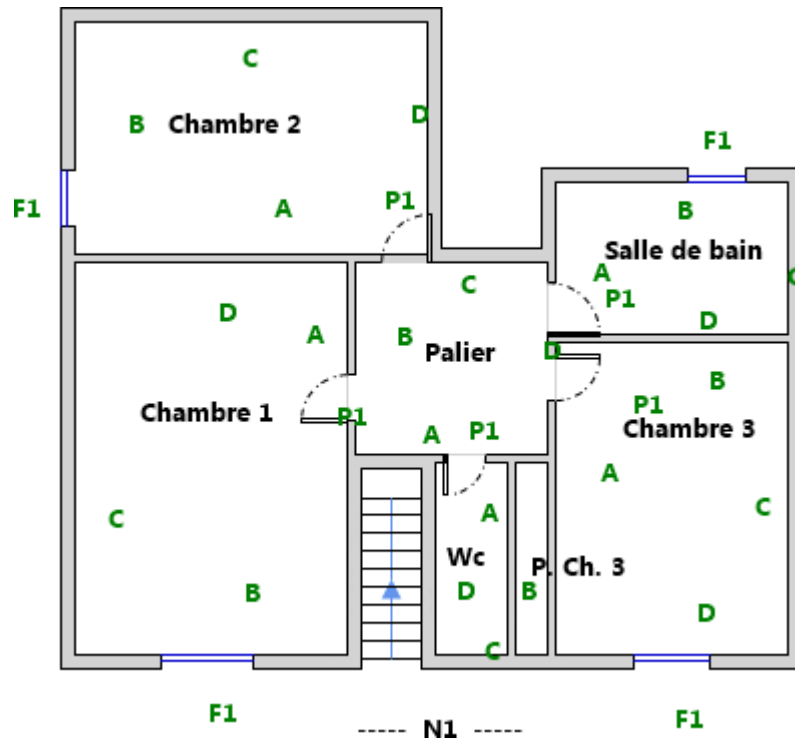 C
D
B
Chambre 2
F1
F1
A
P1
B
Salle de bain
A
C
P1
D
C
D
A
B
Palier
D
B
Chambre 1
P1
P1
Chambre 3
A
P1
A
C
A
C
Wc
P. Ch. 3
B
D
B
D
C
F1
F1
N1